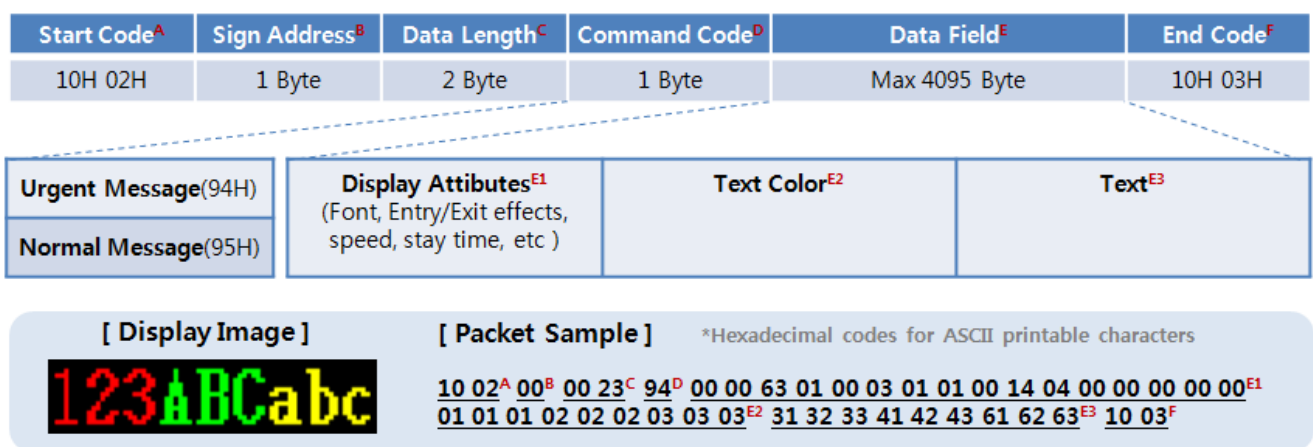 Start CodeA Sign AddressB Data LengthC Command CodeD Data FieldE End CodeF
10H 02H 1 Byte 2 Byte 1 Byte Max 4095 Byte 10H 03H
Urgent Message(94H)
Normal Message(95H)
Display AttibutesE1
(Font, Entry/Exit effects,
speed, stay time, etc )
Text ColorE2
TextE3
[ Display Image ]
123ABCabc
[ Packet Sample ] *Hexadecimal codes for ASCII printable characters
10 02A 00B 00 23C 94D 00 00 63 01 00 03 01 01 00 14 04 00 00 00 00 00E1
01 01 01 02 02 02 03 03 03E2 31 32 33 41 42 43 61 62 63E3 10 03F